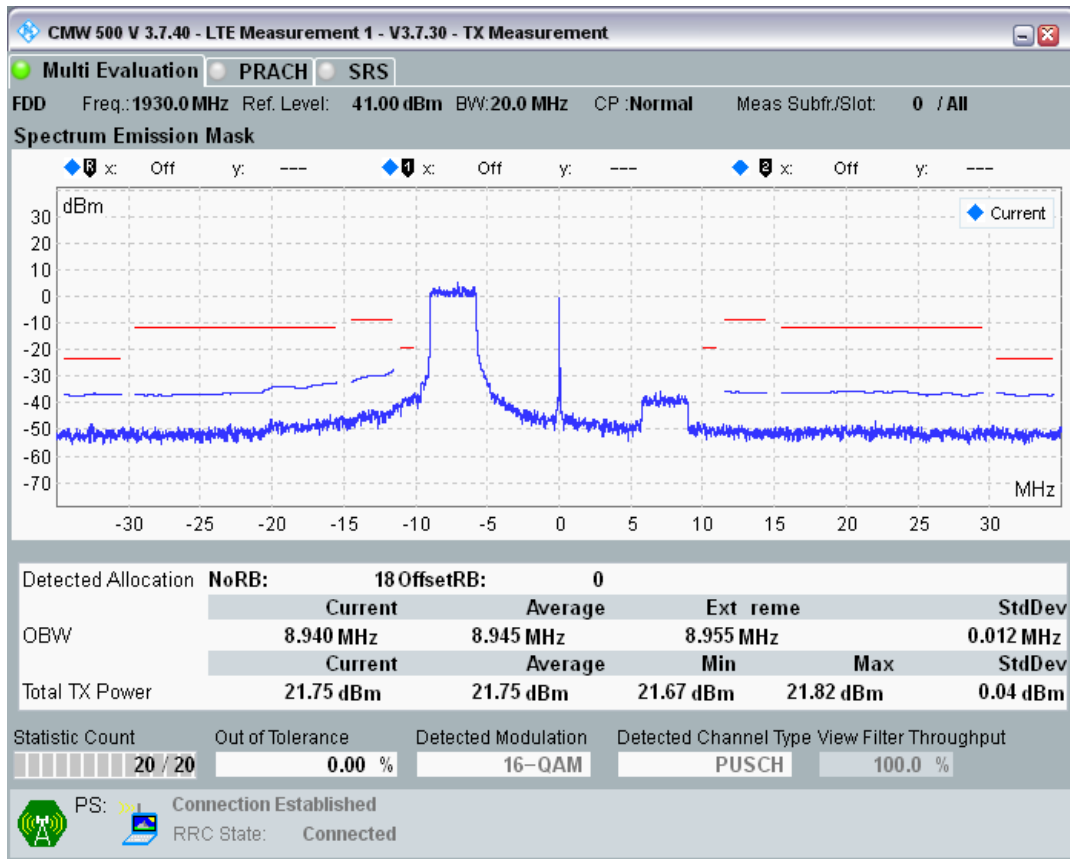 CMW 500 V 3.7.40 - LTE Measurement 1 - V3.7.30 - TX Measurement
Multi Evaluation PRACH SRS
FDD Freq.:1930.0 MHz Ref. Level: 41.00 dBm BW:20.0 MHz CP :Normal Meas Subfr./Slot: 0 / All
Spectrum Emission Mask
R x: Off y: --- 1 x: Off y: --- 2 x: Off y: ---
dBm
Current
30
20
10
0
-10
-20
-30
-40
-50
-60
-70
MHz
-30 -25 -20 -15 -10 -5 0 5 10 15 20 25 30
Detected Allocation NoRB: 18 OffsetRB: 0
Current Average Ext reme StdDev
OBW 8.940 MHz 8.945 MHz 8.955 MHz 0.012 MHz
Current Average Min Max StdDev
Total TX Power 21.75 dBm 21.75 dBm 21.67 dBm 21.82 dBm 0.04 dBm
Statistic Count Out of Tolerance Detected Modulation Detected Channel Type View Filter Throughput
20 / 20 0.00 % 16-QAM PUSCH 100.0 %
PS: Connection Established
RRC State: Connected